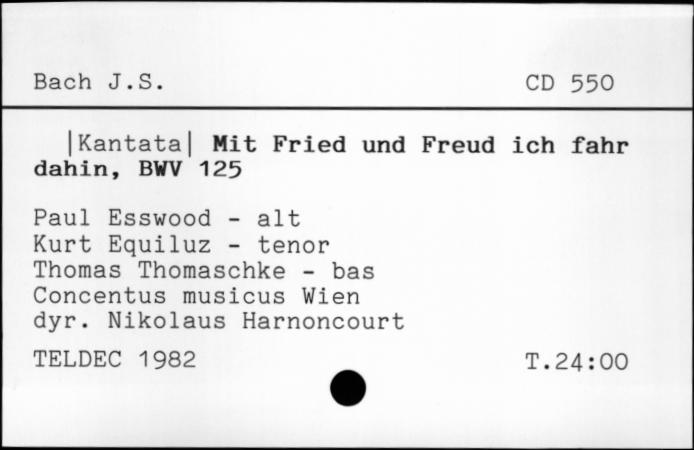 Bach J.S. CD 550
|Kantata| Mit Fried und Freud ich fahr
dahin, BWV 125
Paul Esswood - alt
Kurt Equiluz - tenor
Thomas Thomaschke - bas
Concentus musicus Wien
dyr. Nikolaus Harnoncourt
TELDEC 1982 T.24:00